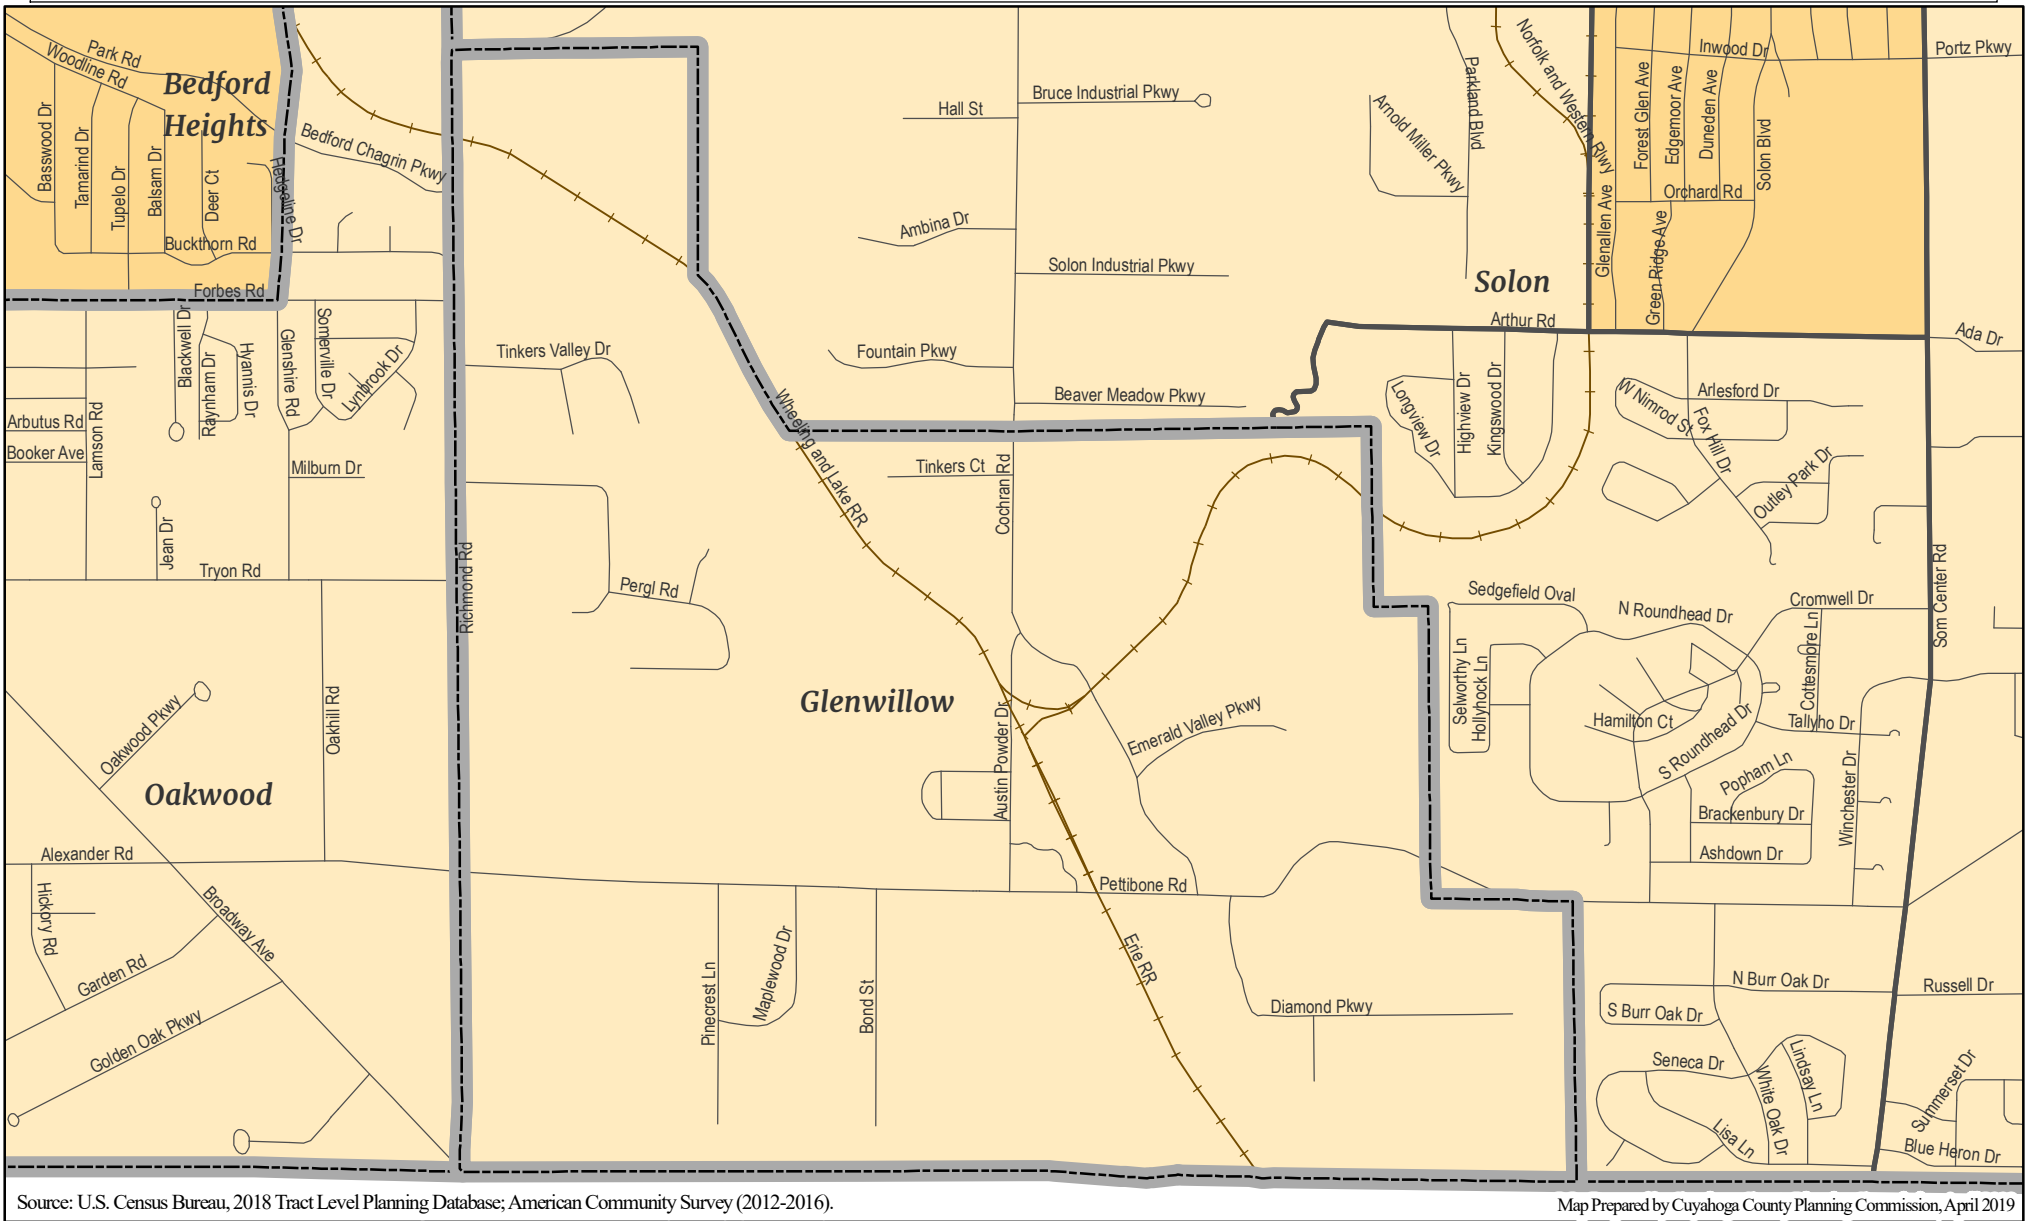 Park Rd
Woodline Rd
Bedford
Heights
Basswood Dr
Tamarind Dr
Tupelo Dr
Balsam Dr
Deer Ct
Hedgeline Dr
Buckthorn Rd
Forbes Rd
Bedford Chagrin Pkwy
Hall St
Bruce Industrial Pkwy
Ambina Dr
Solon Industrial Pkwy
Fountain Pkwy
Beaver Meadow Pkwy
Arnold Miller Pkwy
Parkland Blvd
Norfolk and Western Rlwy
Solon
Arthur Rd
Inwood Dr
Portz Pkwy
Forest Glen Ave
Edgemoor Ave
Duneden Ave
Solon Blvd
Orchard Rd
Glenallen Ave
Green Ridge Ave
Ada Dr
Blackwell Dr
Raynham Dr
Hyannis Dr
Glenshire Rd
Somerville Dr
Lynbrook Dr
Arbutus Rd
Booker Ave
Lamson Rd
Milburn Dr
Jean Dr
Tryon Rd
Richmond Rd
Tinkers Valley Dr
Wheeling and Lake RR
Tinkers Ct
Cochran Rd
Pergl Rd
Longview Dr
Highview Dr
Kingswood Dr
W Nimrod St
Arlesford Dr
Fox Hill Dr
Outley Park Dr
Som Center Rd
Sedgefield Oval
N Roundhead Dr
Cromwell Dr
Cottesmore Ln
Selworthy Ln
Hollyhock Ln
Hamilton Ct
S Roundhead Dr
Tallyho Dr
Popham Ln
Brackenbury Dr
Ashdown Dr
Winchester Dr
Glenwillow
Austin Powder Dr
Emerald Valley Pkwy
Oakwood Pkwy
Oakhill Rd
Oakwood
Alexander Rd
Hickory Rd
Broadway Ave
Garden Rd
Golden Oak Pkwy
Pettibone Rd
Pinecrest Ln
Maplewood Dr
Bond St
Erie RR
Diamond Pkwy
N Burr Oak Dr
S Burr Oak Dr
Russell Dr
Seneca Dr
Lindsay Ln
White Oak Dr
Lisa Ln
Summerset Dr
Blue Heron Dr
Source: U.S. Census Bureau, 2018 Tract Level Planning Database; American Community Survey (2012-2016).
Map Prepared by Cuyahoga County Planning Commission, April 2019